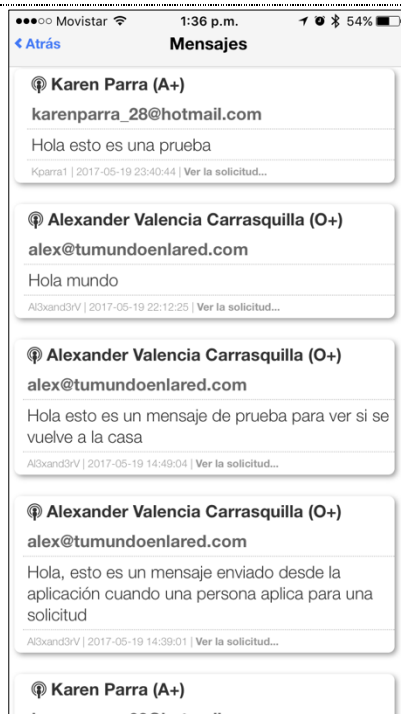 Movistar 1:36 p.m. 54%
Atrás Mensajes
Karen Parra (A+)
karenparra_28@hotmail.com
Hola esto es una prueba
Kparra1 | 2017-05-19 23:40:44 | Ver la solicitud...
Alexander Valencia Carrasquilla (O+)
alex@tumundoenlared.com
Hola mundo
Al3xand3rV | 2017-05-19 22:12:25 | Ver la solicitud...
Alexander Valencia Carrasquilla (O+)
alex@tumundoenlared.com
Hola esto es un mensaje de prueba para ver si se
vuelve a la casa
Al3xand3rV | 2017-05-19 14:49:04 | Ver la solicitud...
Alexander Valencia Carrasquilla (O+)
alex@tumundoenlared.com
Hola, esto es un mensaje enviado desde la
aplicación cuando una persona aplica para una
solicitud
Al3xand3rV | 2017-05-19 14:39:01 | Ver la solicitud...
Karen Parra (A+)